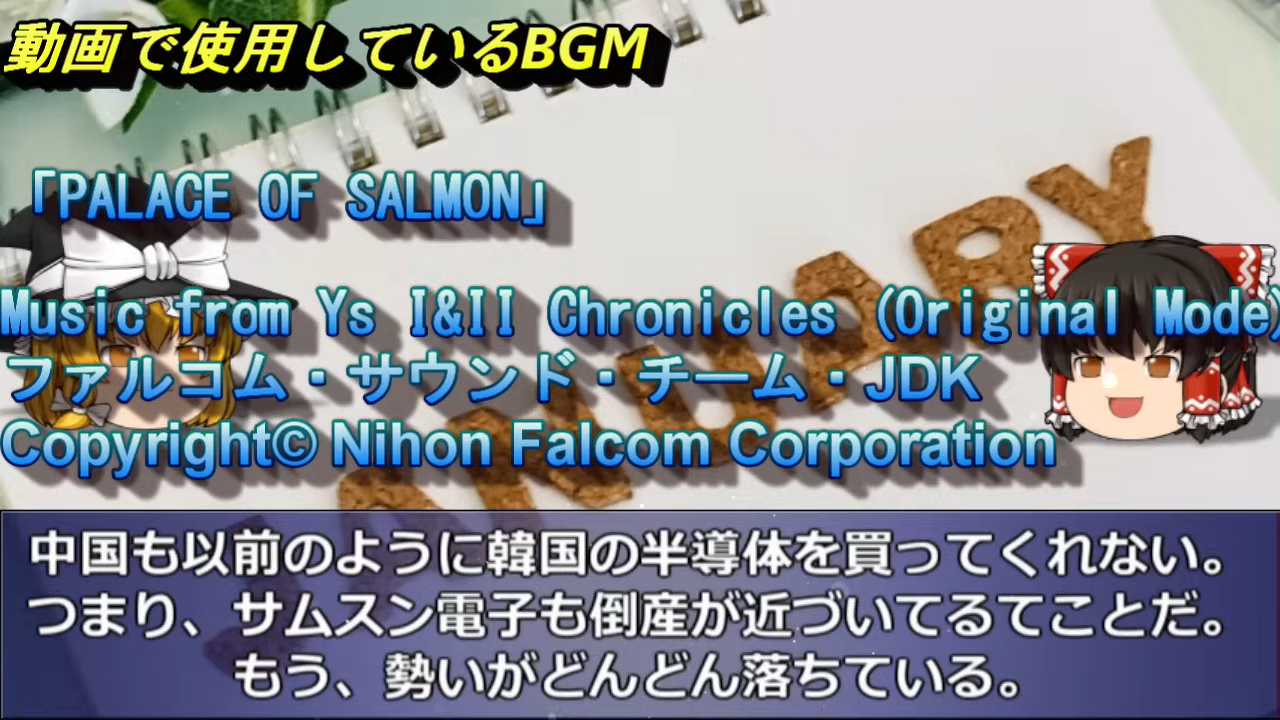 動画で使用しているBGM
「PALACE OF SALMON」
Music from Ys I&II Chronicles (Original Mode)
ファルコム・サウンド・チーム・JDK
Copyright© Nihon Falcom Corporation
ANUARY
中国も以前のように韓国の半導体を買ってくれない。
つまり、サムスン電子も倒産が近づいてるてことだ。
もう、勢いがどんどん落ちている。